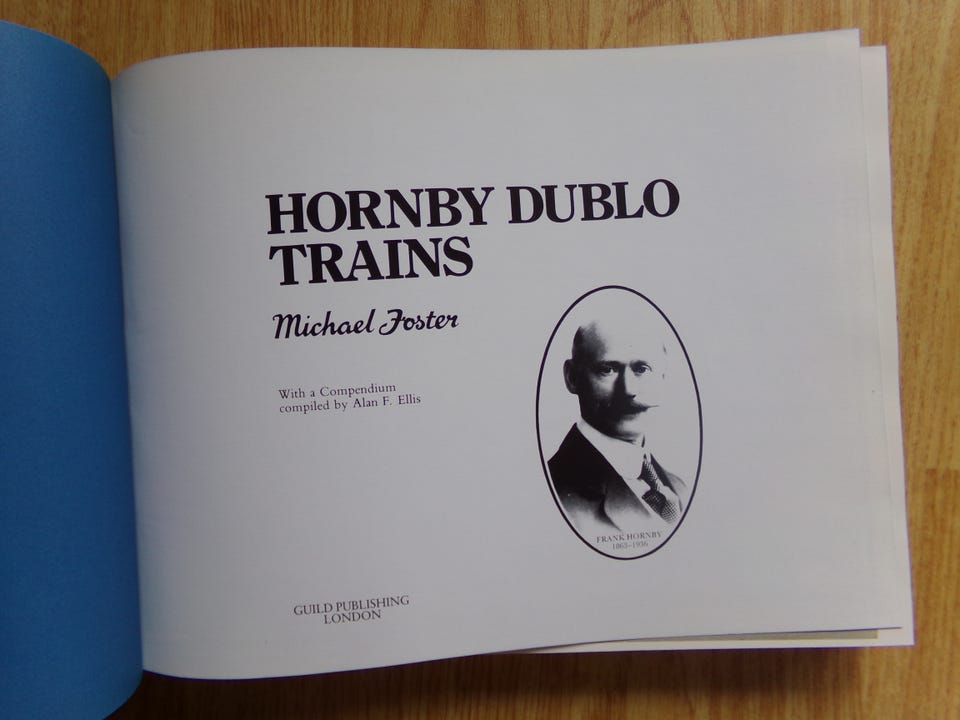 HORNBY DUBLO
TRAINS
Michael Foster
With a Compendium
compiled by Alan F. Ellis
FRANK HORNBY
1863–1936
GUILD PUBLISHING
LONDON